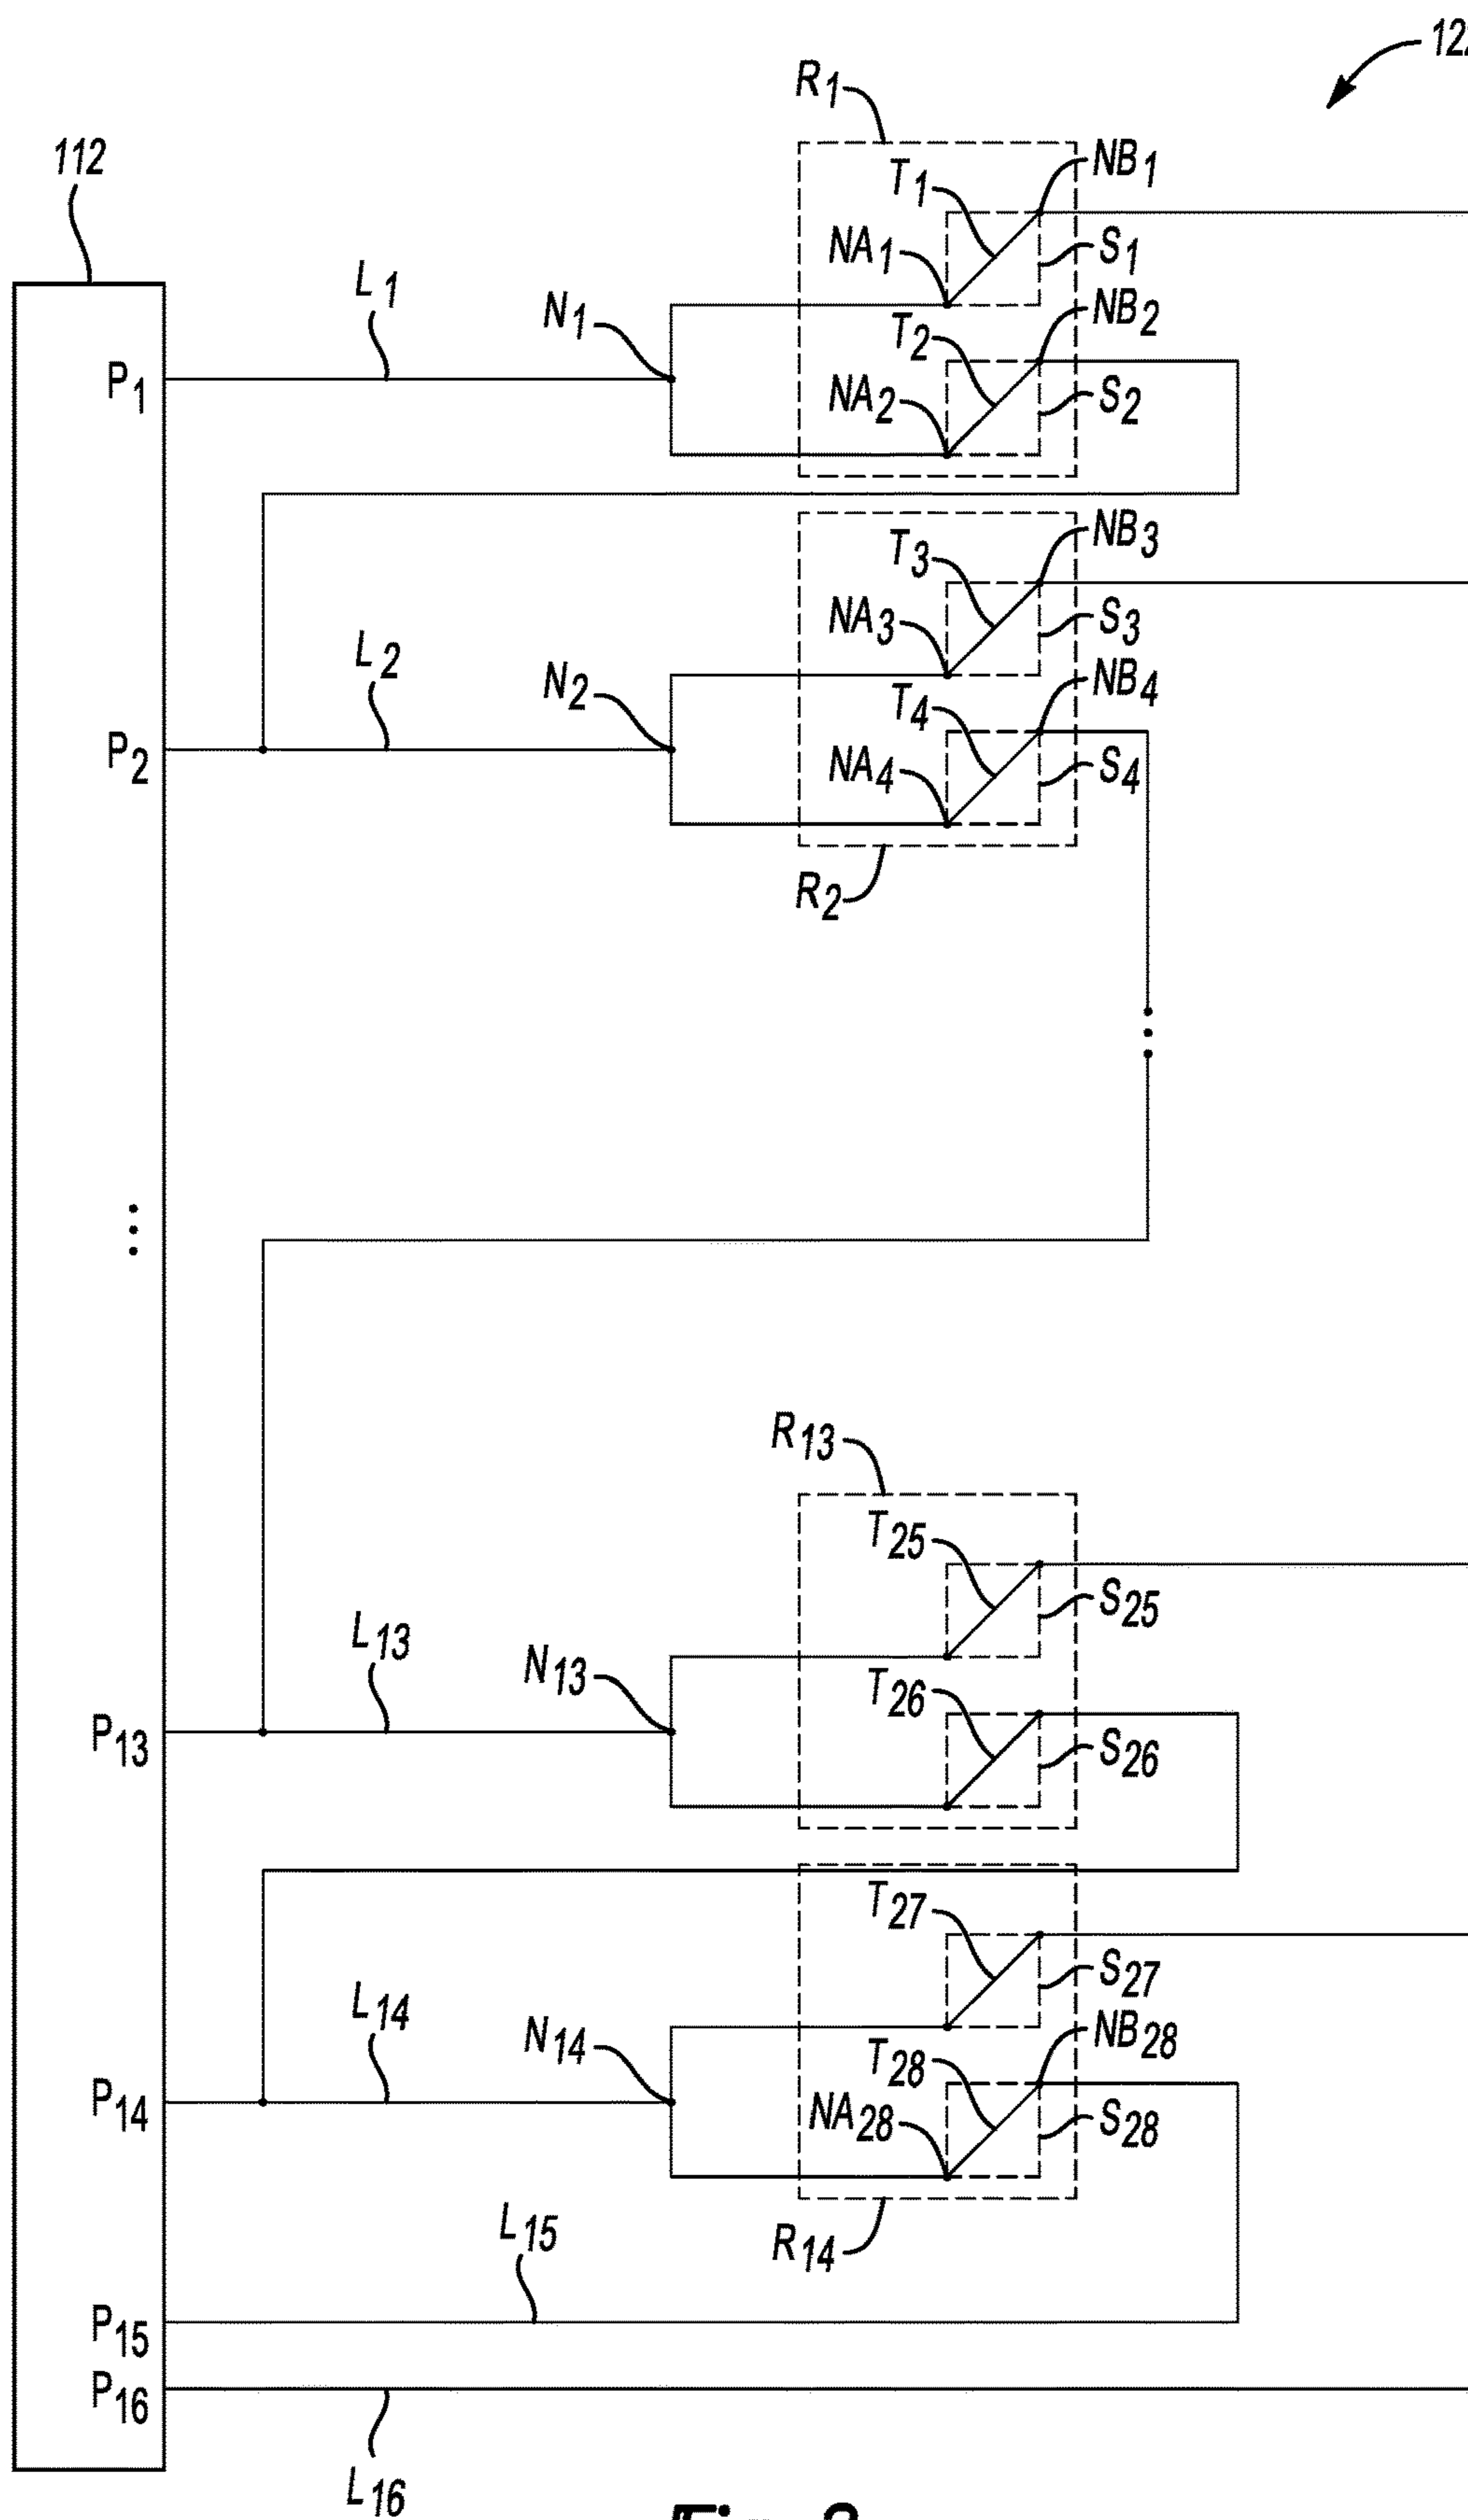 122
R1
112
T1
NB1
NA1
S1
L1
N1
T2
NB2
P1
NA2
S2
T3
NB3
NA3
S3
L2
N2
T4
NB4
P2
NA4
S4
R2
R13
T25
S25
L13
N13
T26
P13
S26
T27
S27
L14
N14
T28
NB28
P14
NA28
S28
L15
R14
P15
P16
L16